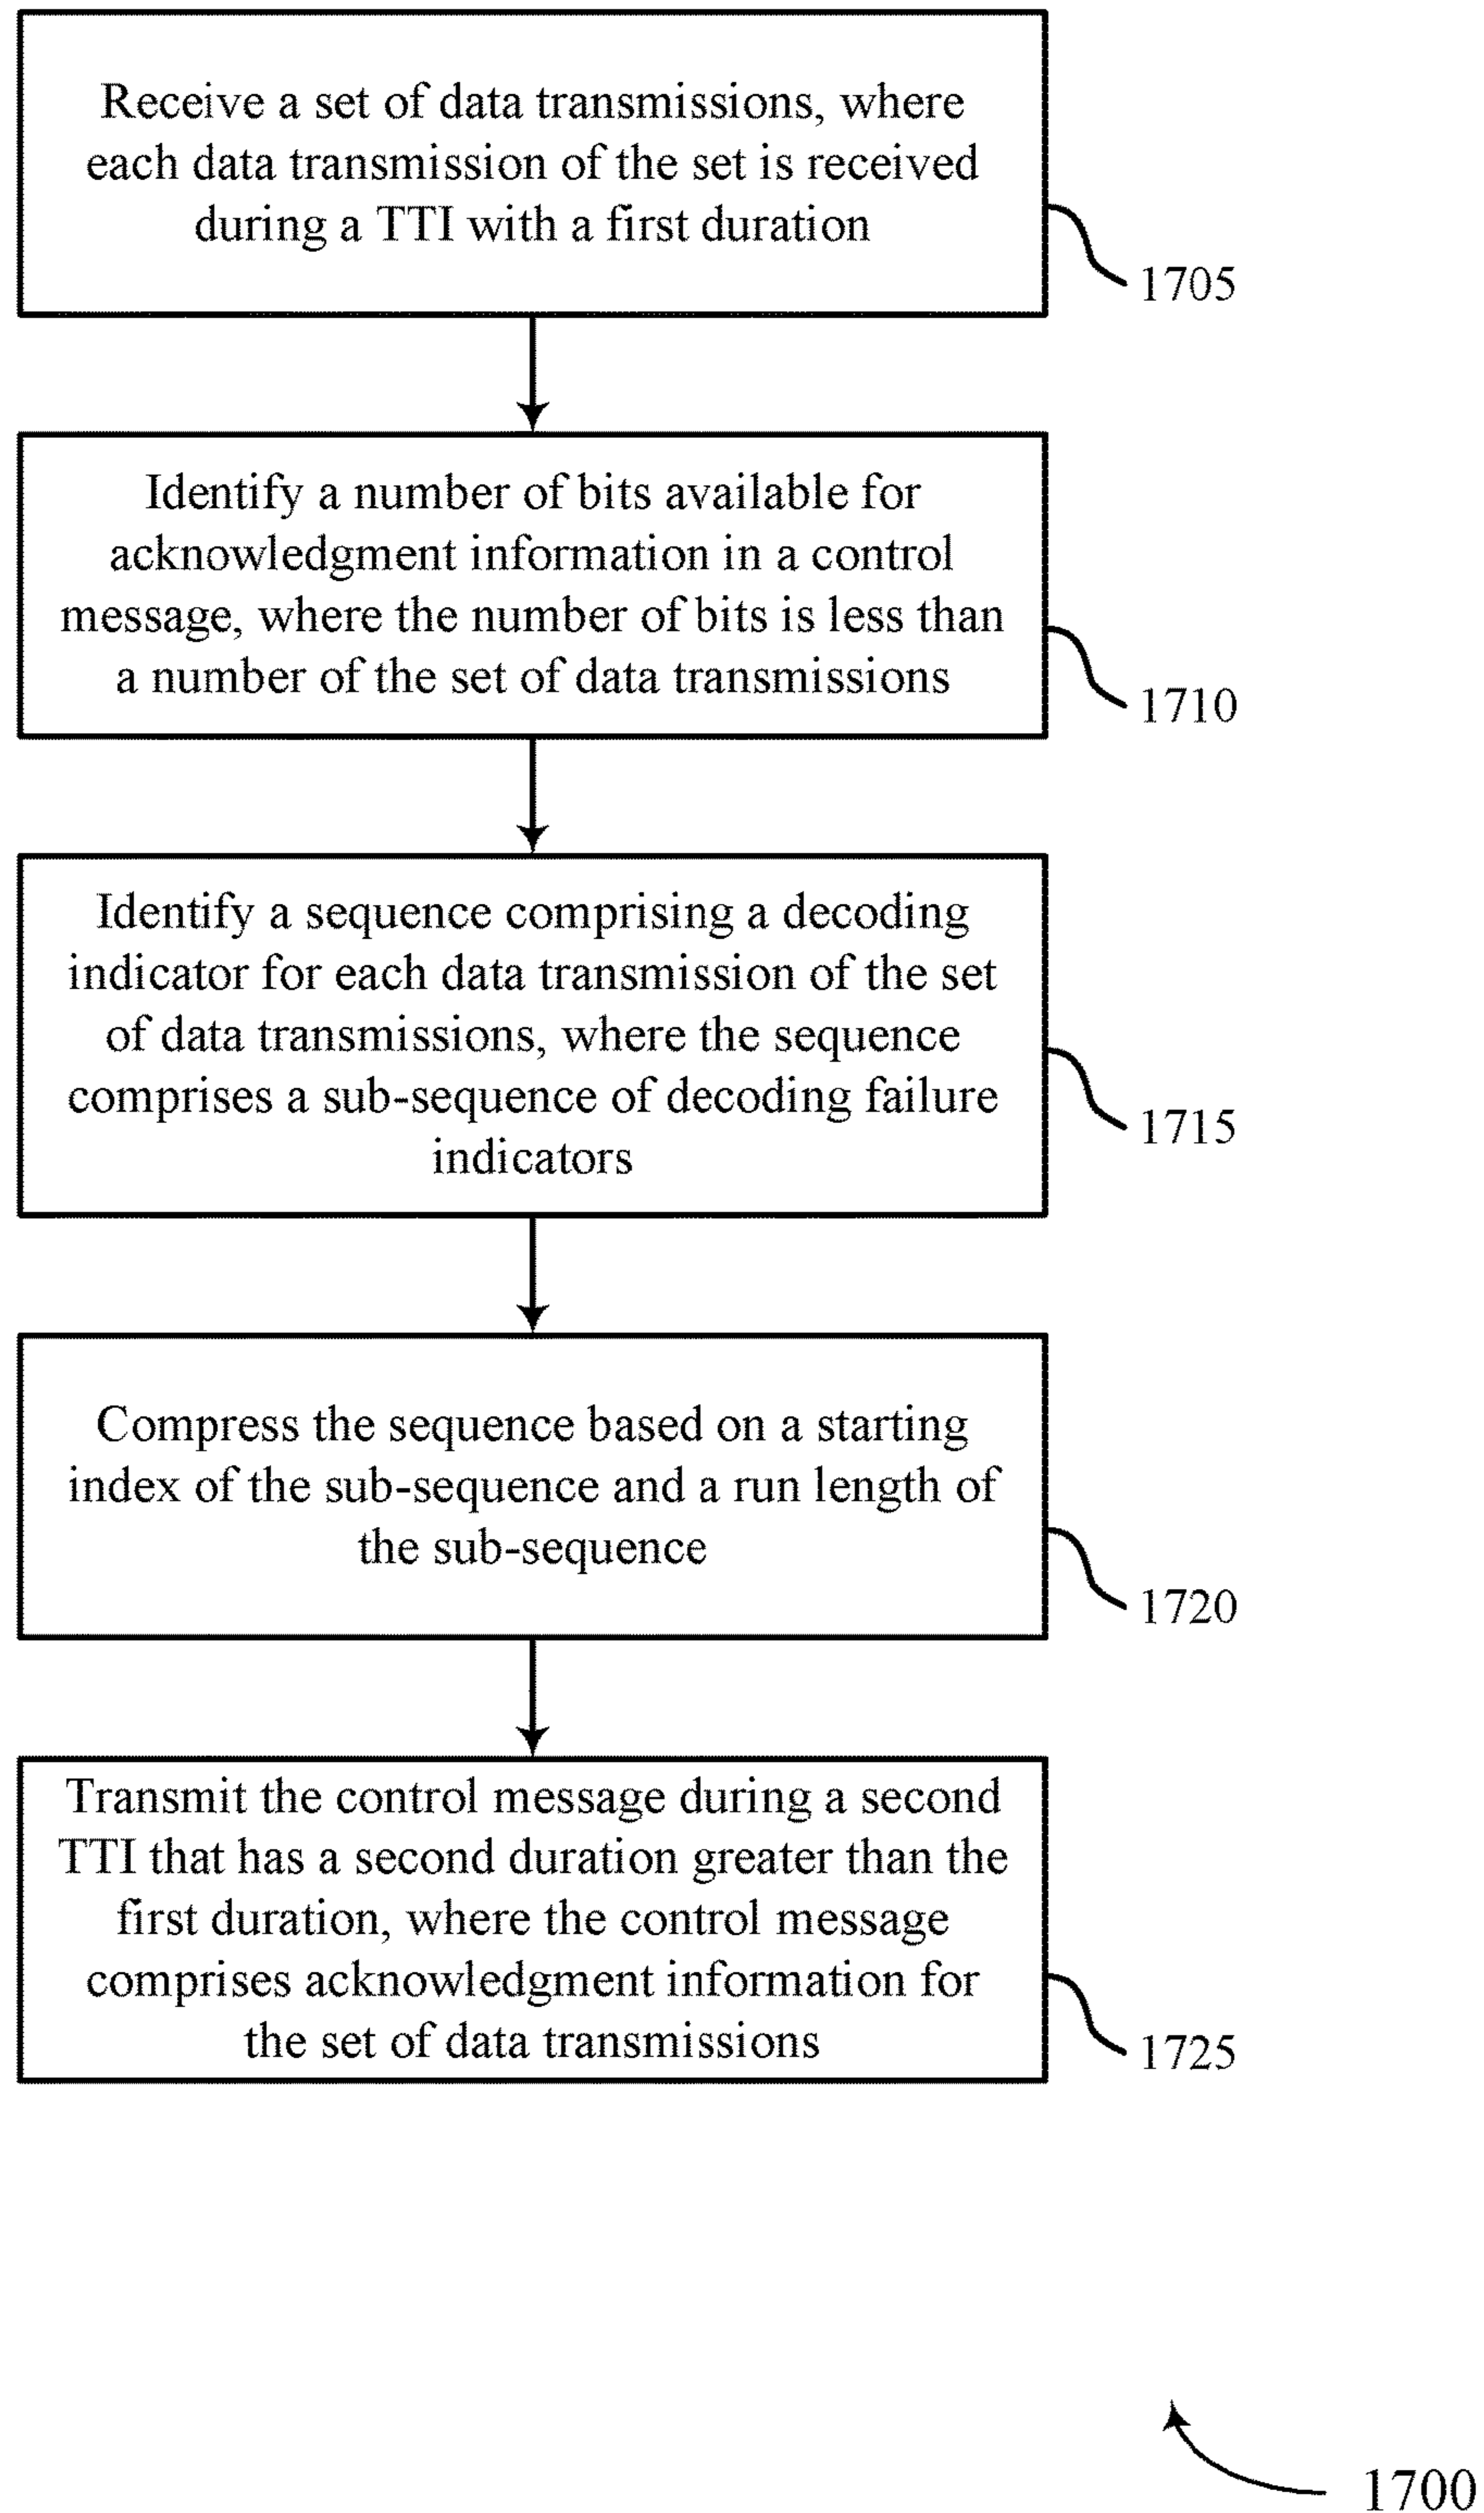 Receive a set of data transmissions, where
each data transmission of the set is received
during a TTI with a first duration
1705
Identify a number of bits available for
acknowledgment information in a control
message, where the number of bits is less than
a number of the set of data transmissions
1710
Identify a sequence comprising a decoding
indicator for each data transmission of the set
of data transmissions, where the sequence
comprises a sub-sequence of decoding failure
indicators
1715
Compress the sequence based on a starting
index of the sub-sequence and a run length of
the sub-sequence
1720
Transmit the control message during a second
TTI that has a second duration greater than the
first duration, where the control message
comprises acknowledgment information for
the set of data transmissions
1725
1700